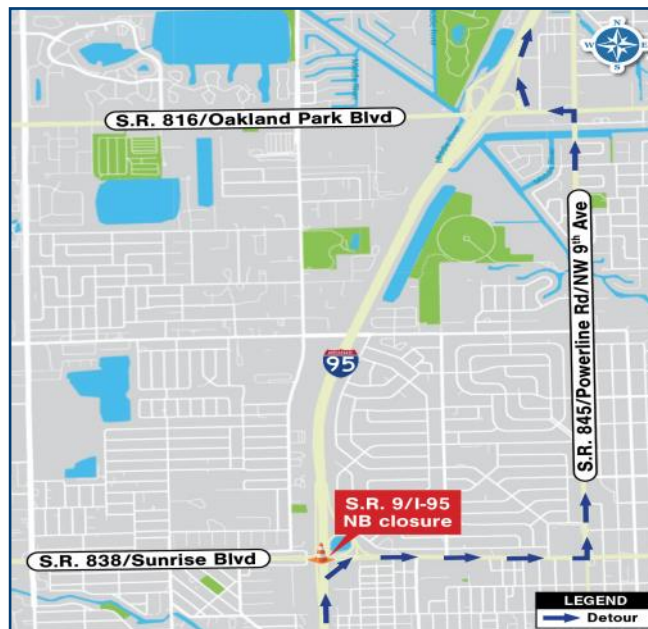 N
W E
S
S.R. 816/Oakland Park Blvd
S.R. 845/Powerline Rd/NW 9th Ave
INTERSTATE
95
S.R. 9/I-95
NB closure
S.R. 838/Sunrise Blvd
LEGEND
Detour